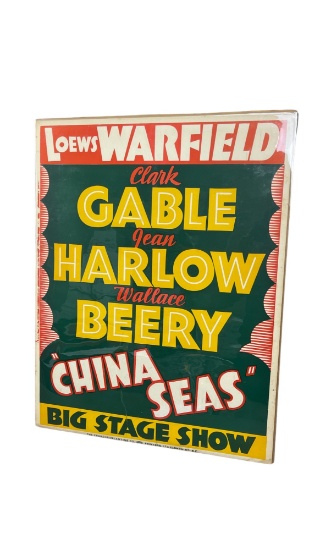 LOEWS WARFIELD
Clark
GABLE
Jean
HARLOW
Wallace
BEERY
"CHINA
SEAS"
BIG STAGE SHOW